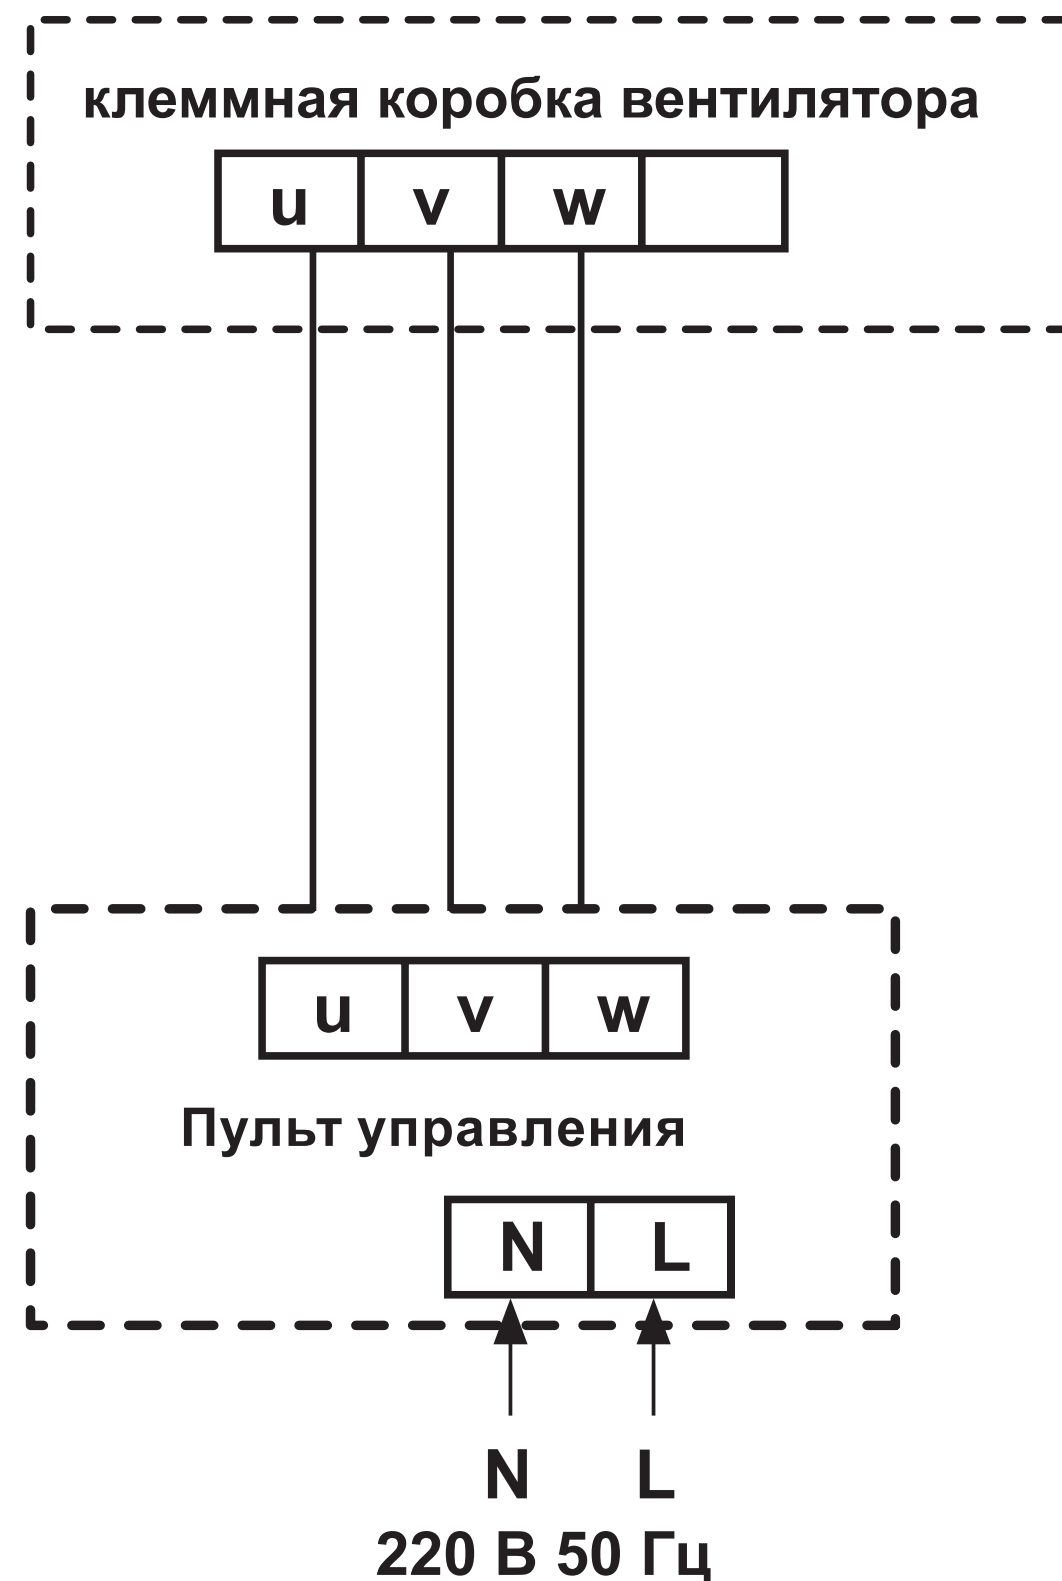 клеммная коробка вентилятора
u v w
u v w
Пульт управления
N L
N L
220 В 50 Гц